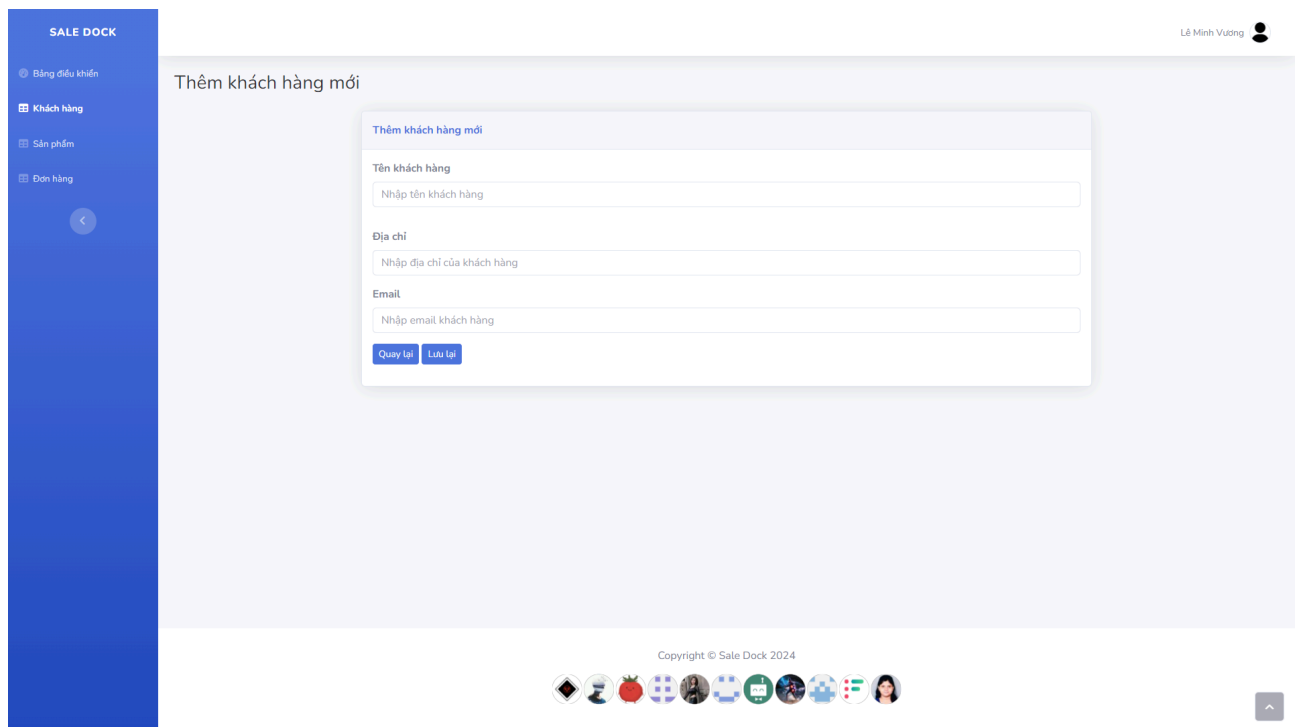 SALE DOCK
Lê Minh Vương
Bảng điều khiển
Khách hàng
Sản phẩm
Đơn hàng
Thêm khách hàng mới
Thêm khách hàng mới
Tên khách hàng
Nhập tên khách hàng
Địa chỉ
Nhập địa chỉ của khách hàng
Email
Nhập email khách hàng
Quay lại Lưu lại
Copyright © Sale Dock 2024